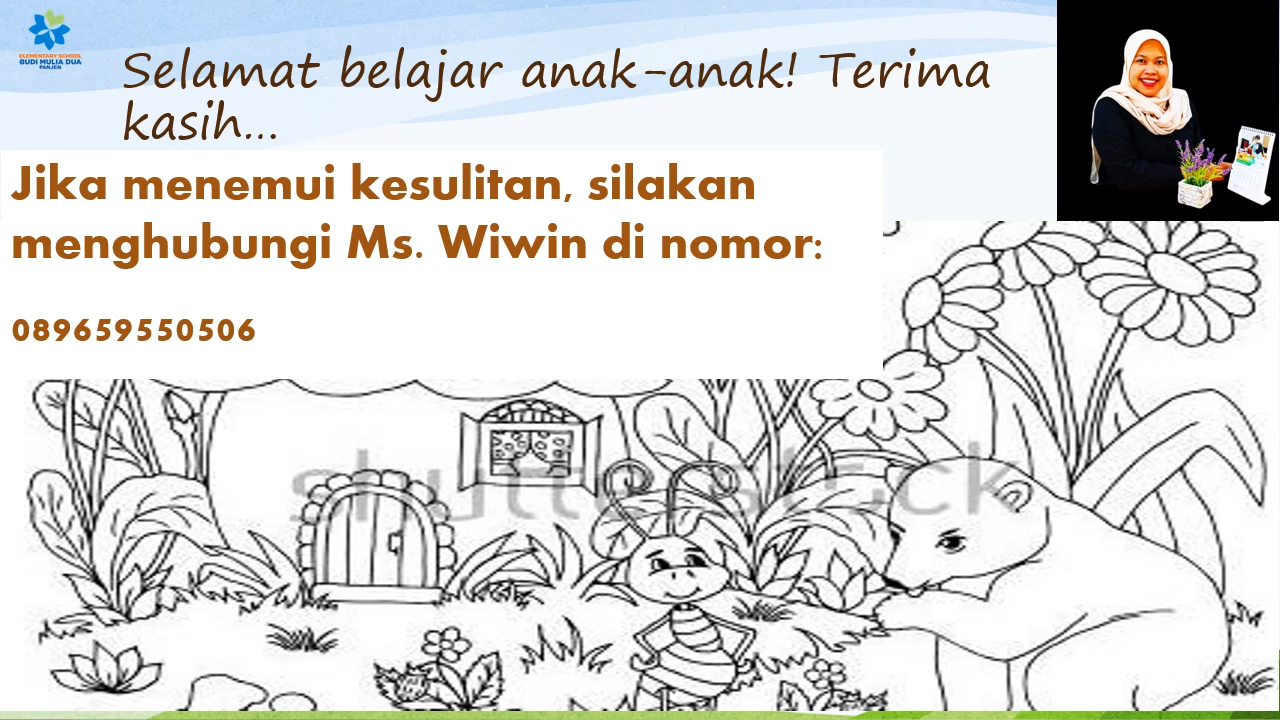 ELEMENTARY SCHOOL
BUDI MULIA DUA
PANJEN
Selamat belajar anak-anak! Terima
kasih...
Jika menemui kesulitan, silakan
menghubungi Ms. Wiwin di nomor:
089659550506
shutterstock